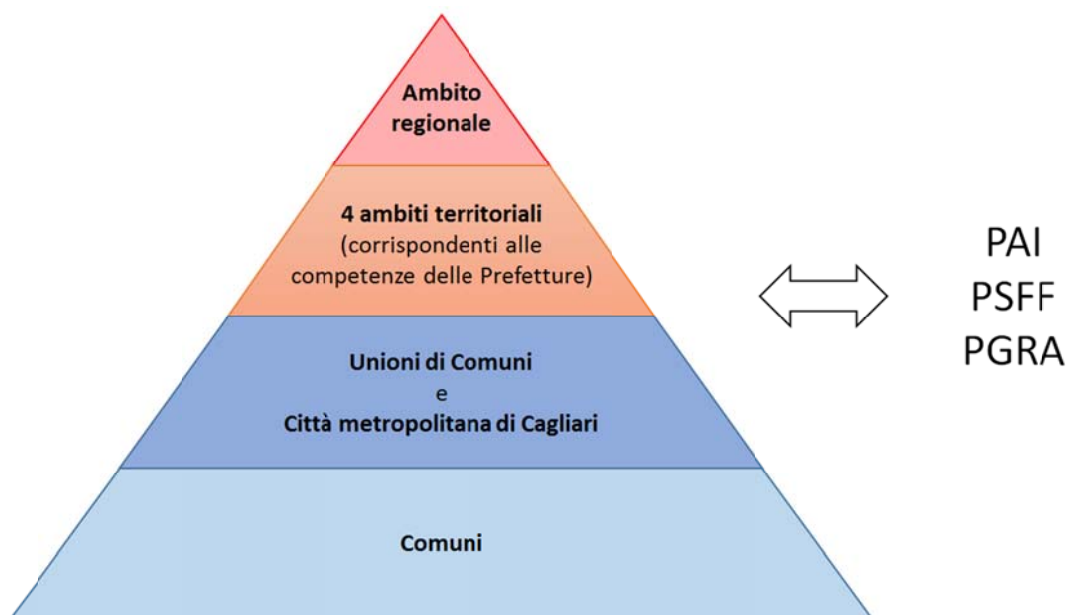 Ambito
regionale
4 ambiti territoriali
(corrispondenti alle
competenze delle Prefetture)
Unioni di Comuni
e
Città metropolitana di Cagliari
Comuni
PAI
PSFF
PGRA